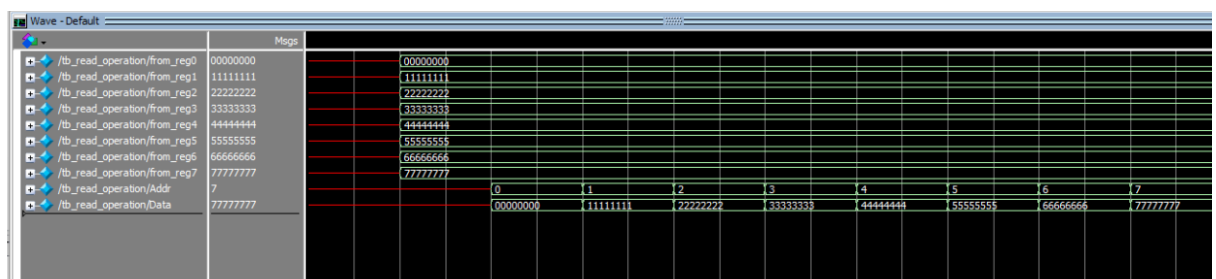 Wave - Default
Msgs
/tb_read_operation/from_reg0 00000000 00000000
/tb_read_operation/from_reg1 11111111 11111111
/tb_read_operation/from_reg2 22222222 22222222
/tb_read_operation/from_reg3 33333333 33333333
/tb_read_operation/from_reg4 44444444 44444444
/tb_read_operation/from_reg5 55555555 55555555
/tb_read_operation/from_reg6 66666666 66666666
/tb_read_operation/from_reg7 77777777 77777777
/tb_read_operation/Addr 7 0 1 2 3 4 5 6 7
/tb_read_operation/Data 77777777 00000000 11111111 22222222 33333333 44444444 55555555 66666666 77777777